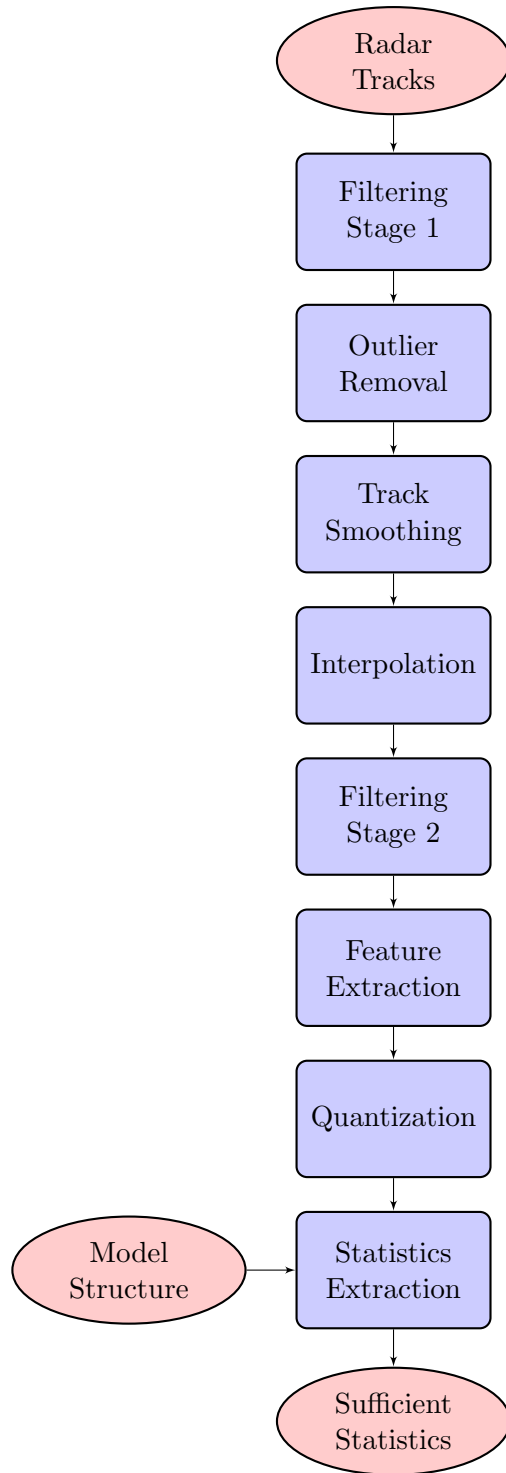 Radar
Tracks
Filtering
Stage 1
Outlier
Removal
Track
Smoothing
Interpolation
Filtering
Stage 2
Feature
Extraction
Quantization
Model
Structure
Statistics
Extraction
Sufficient
Statistics